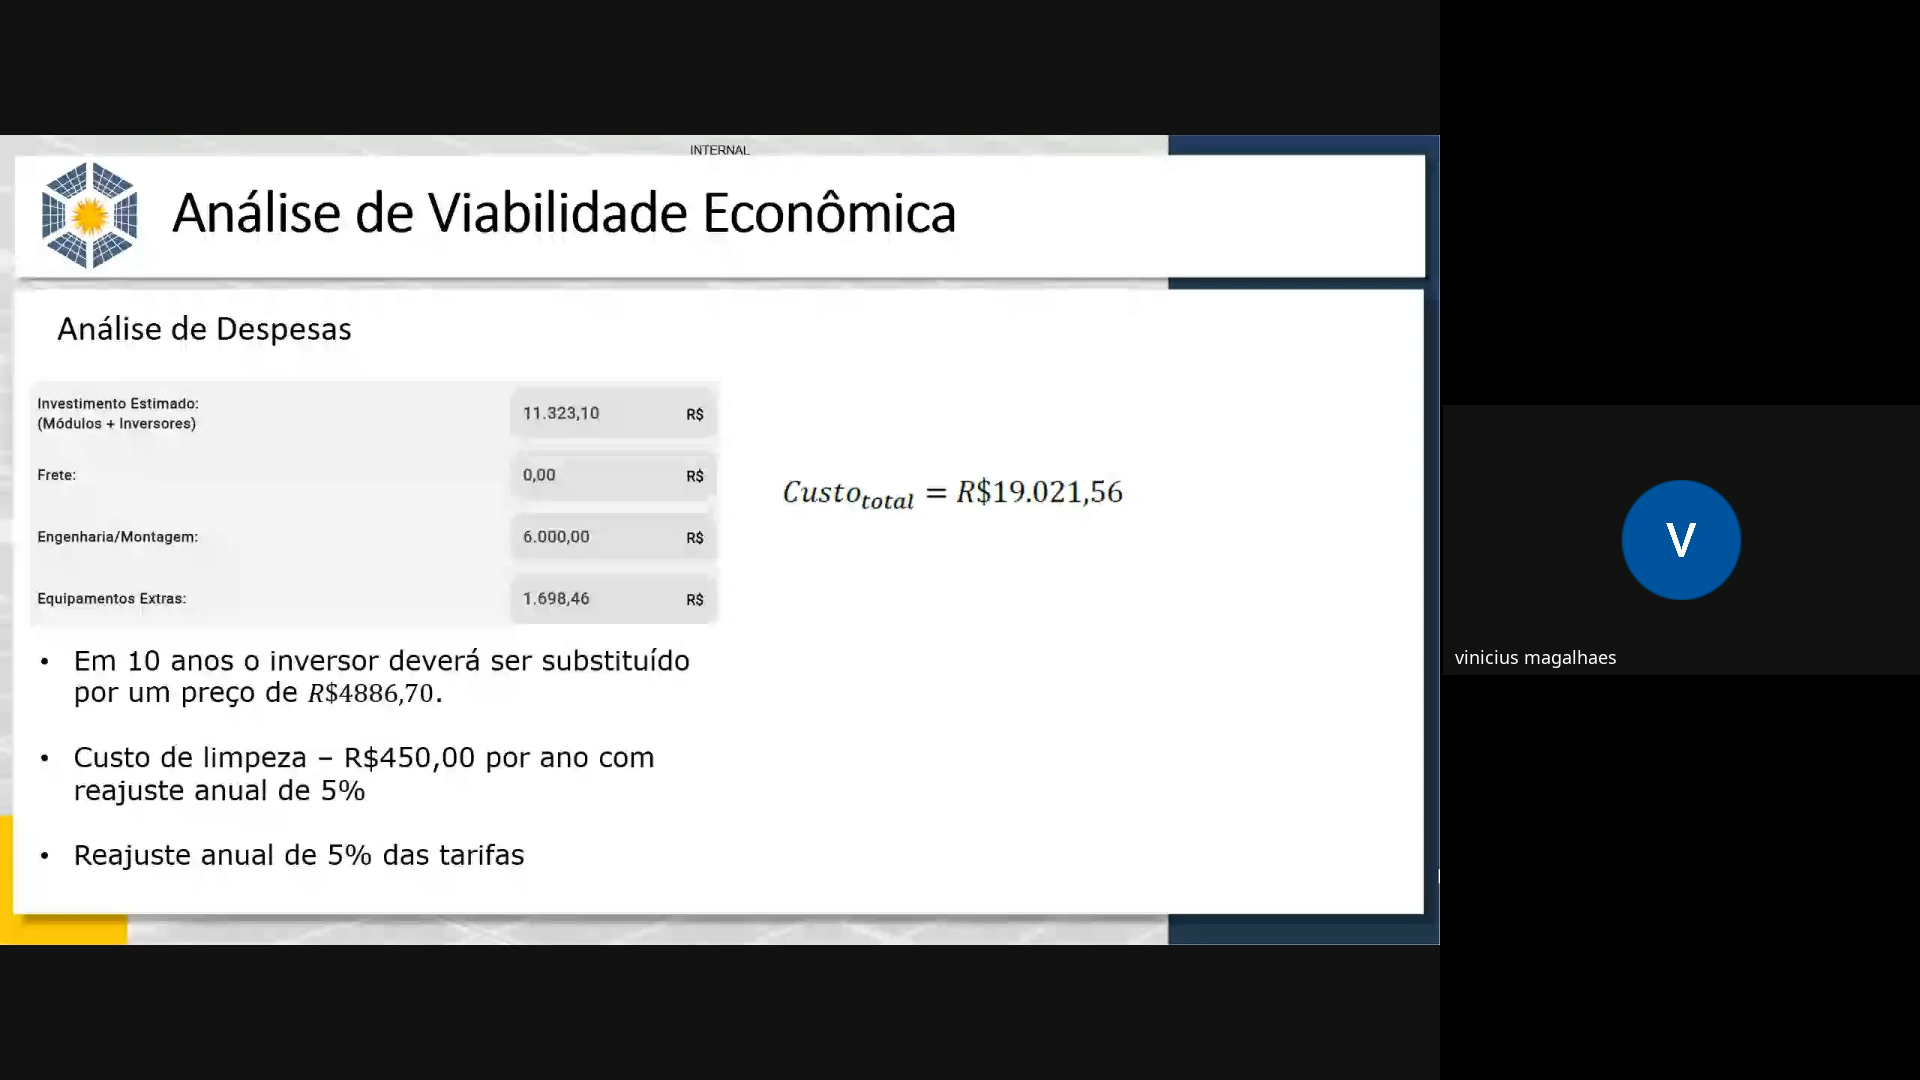 INTERNAL
Análise de Viabilidade Econômica
Análise de Despesas
Investimento Estimado:
(Módulos + Inversores)
11.323,10 R$
Frete: 0,00 R$
Engenharia/Montagem: 6.000,00 R$
Equipamentos Extras: 1.698,46 R$
Custo_total = R$19.021,56
• Em 10 anos o inversor deverá ser substituído
por um preço de R$4886,70.
• Custo de limpeza – R$450,00 por ano com
reajuste anual de 5%
• Reajuste anual de 5% das tarifas
V
vinicius magalhaes